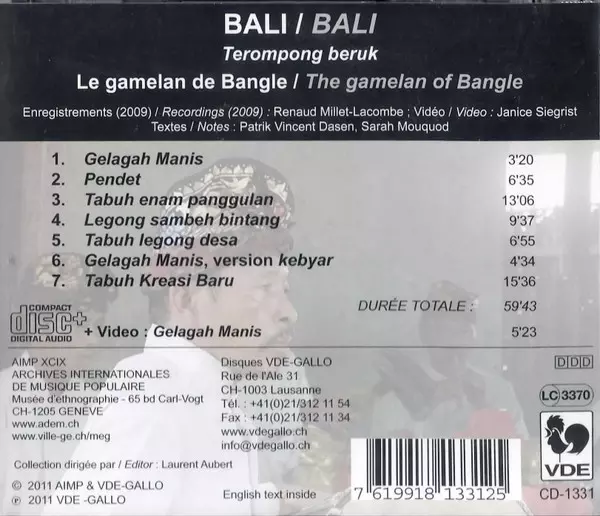 BALI / BALI
Terompong beruk
Le gamelan de Bangle / The gamelan of Bangle
Enregistrements (2009) / Recordings (2009) : Renaud Millet-Lacombe ; Vidéo / Video : Janice Siegrist
Textes / Notes : Patrik Vincent Dasen, Sarah Mouquod
1. Gelagah Manis 3'20
2. Pendet 6'35
3. Tabuh enam panggulan 13'06
4. Legong sambeh bintang 9'37
5. Tabuh legong desa 6'55
6. Gelagah Manis, version kebyar 4'34
7. Tabuh Kreasi Baru 15'36
DURÉE TOTALE : 59'43
COMPACT
disc+
DIGITAL AUDIO
+ Video : Gelagah Manis 5'23
AIMP XCIX
ARCHIVES INTERNATIONALES
DE MUSIQUE POPULAIRE
Musée d'ethnographie - 65 bd Carl-Vogt
CH-1205 GENÈVE
www.adem.ch
www.ville-ge.ch/meg
Disques VDE-GALLO
Rue de l'Ale 31
CH-1003 Lausanne
Tél. : +41(0)21/312 11 54
Fax : +41(0)21/312 11 34
www.vdegallo.ch
info@vdegallo.ch
DDD
LC 3370
VDE
CD-1331
Collection dirigée par / Editor : Laurent Aubert
© 2011 AIMP & VDE-GALLO
℗ 2011 VDE -GALLO
English text inside
7 619918 133125